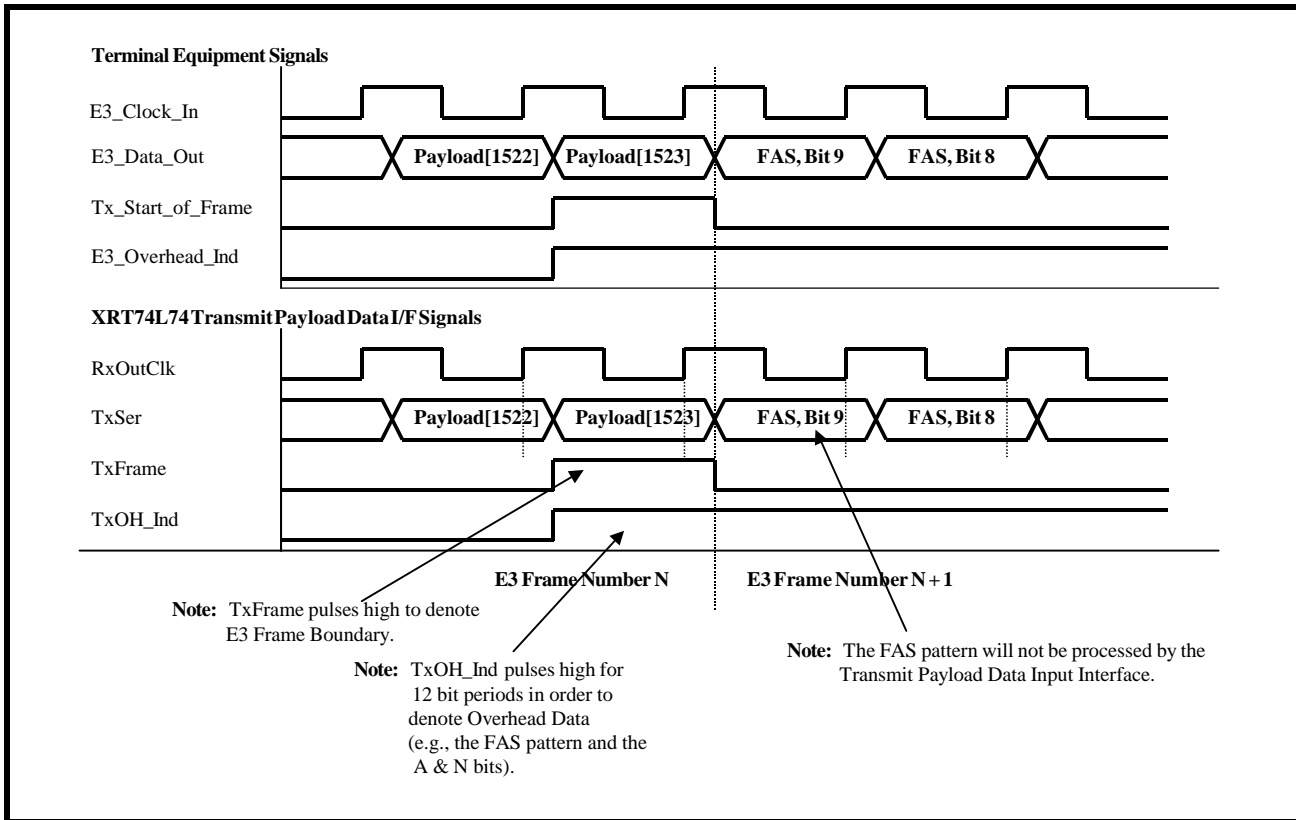 Terminal Equipment Signals
E3_Clock_In
E3_Data_Out
Payload[1522] Payload[1523] FAS, Bit 9 FAS, Bit 8
Tx_Start_of_Frame
E3_Overhead_Ind
XRT74L74 Transmit Payload Data I/F Signals
RxOutClk
TxSer
Payload[1522] Payload[1523] FAS, Bit 9 FAS, Bit 8
TxFrame
TxOH_Ind
E3 Frame Number N E3 Frame Number N + 1
Note: TxFrame pulses high to denote
E3 Frame Boundary.
Note: TxOH_Ind pulses high for
12 bit periods in order to
denote Overhead Data
(e.g., the FAS pattern and the
A & N bits).
Note: The FAS pattern will not be processed by the
Transmit Payload Data Input Interface.